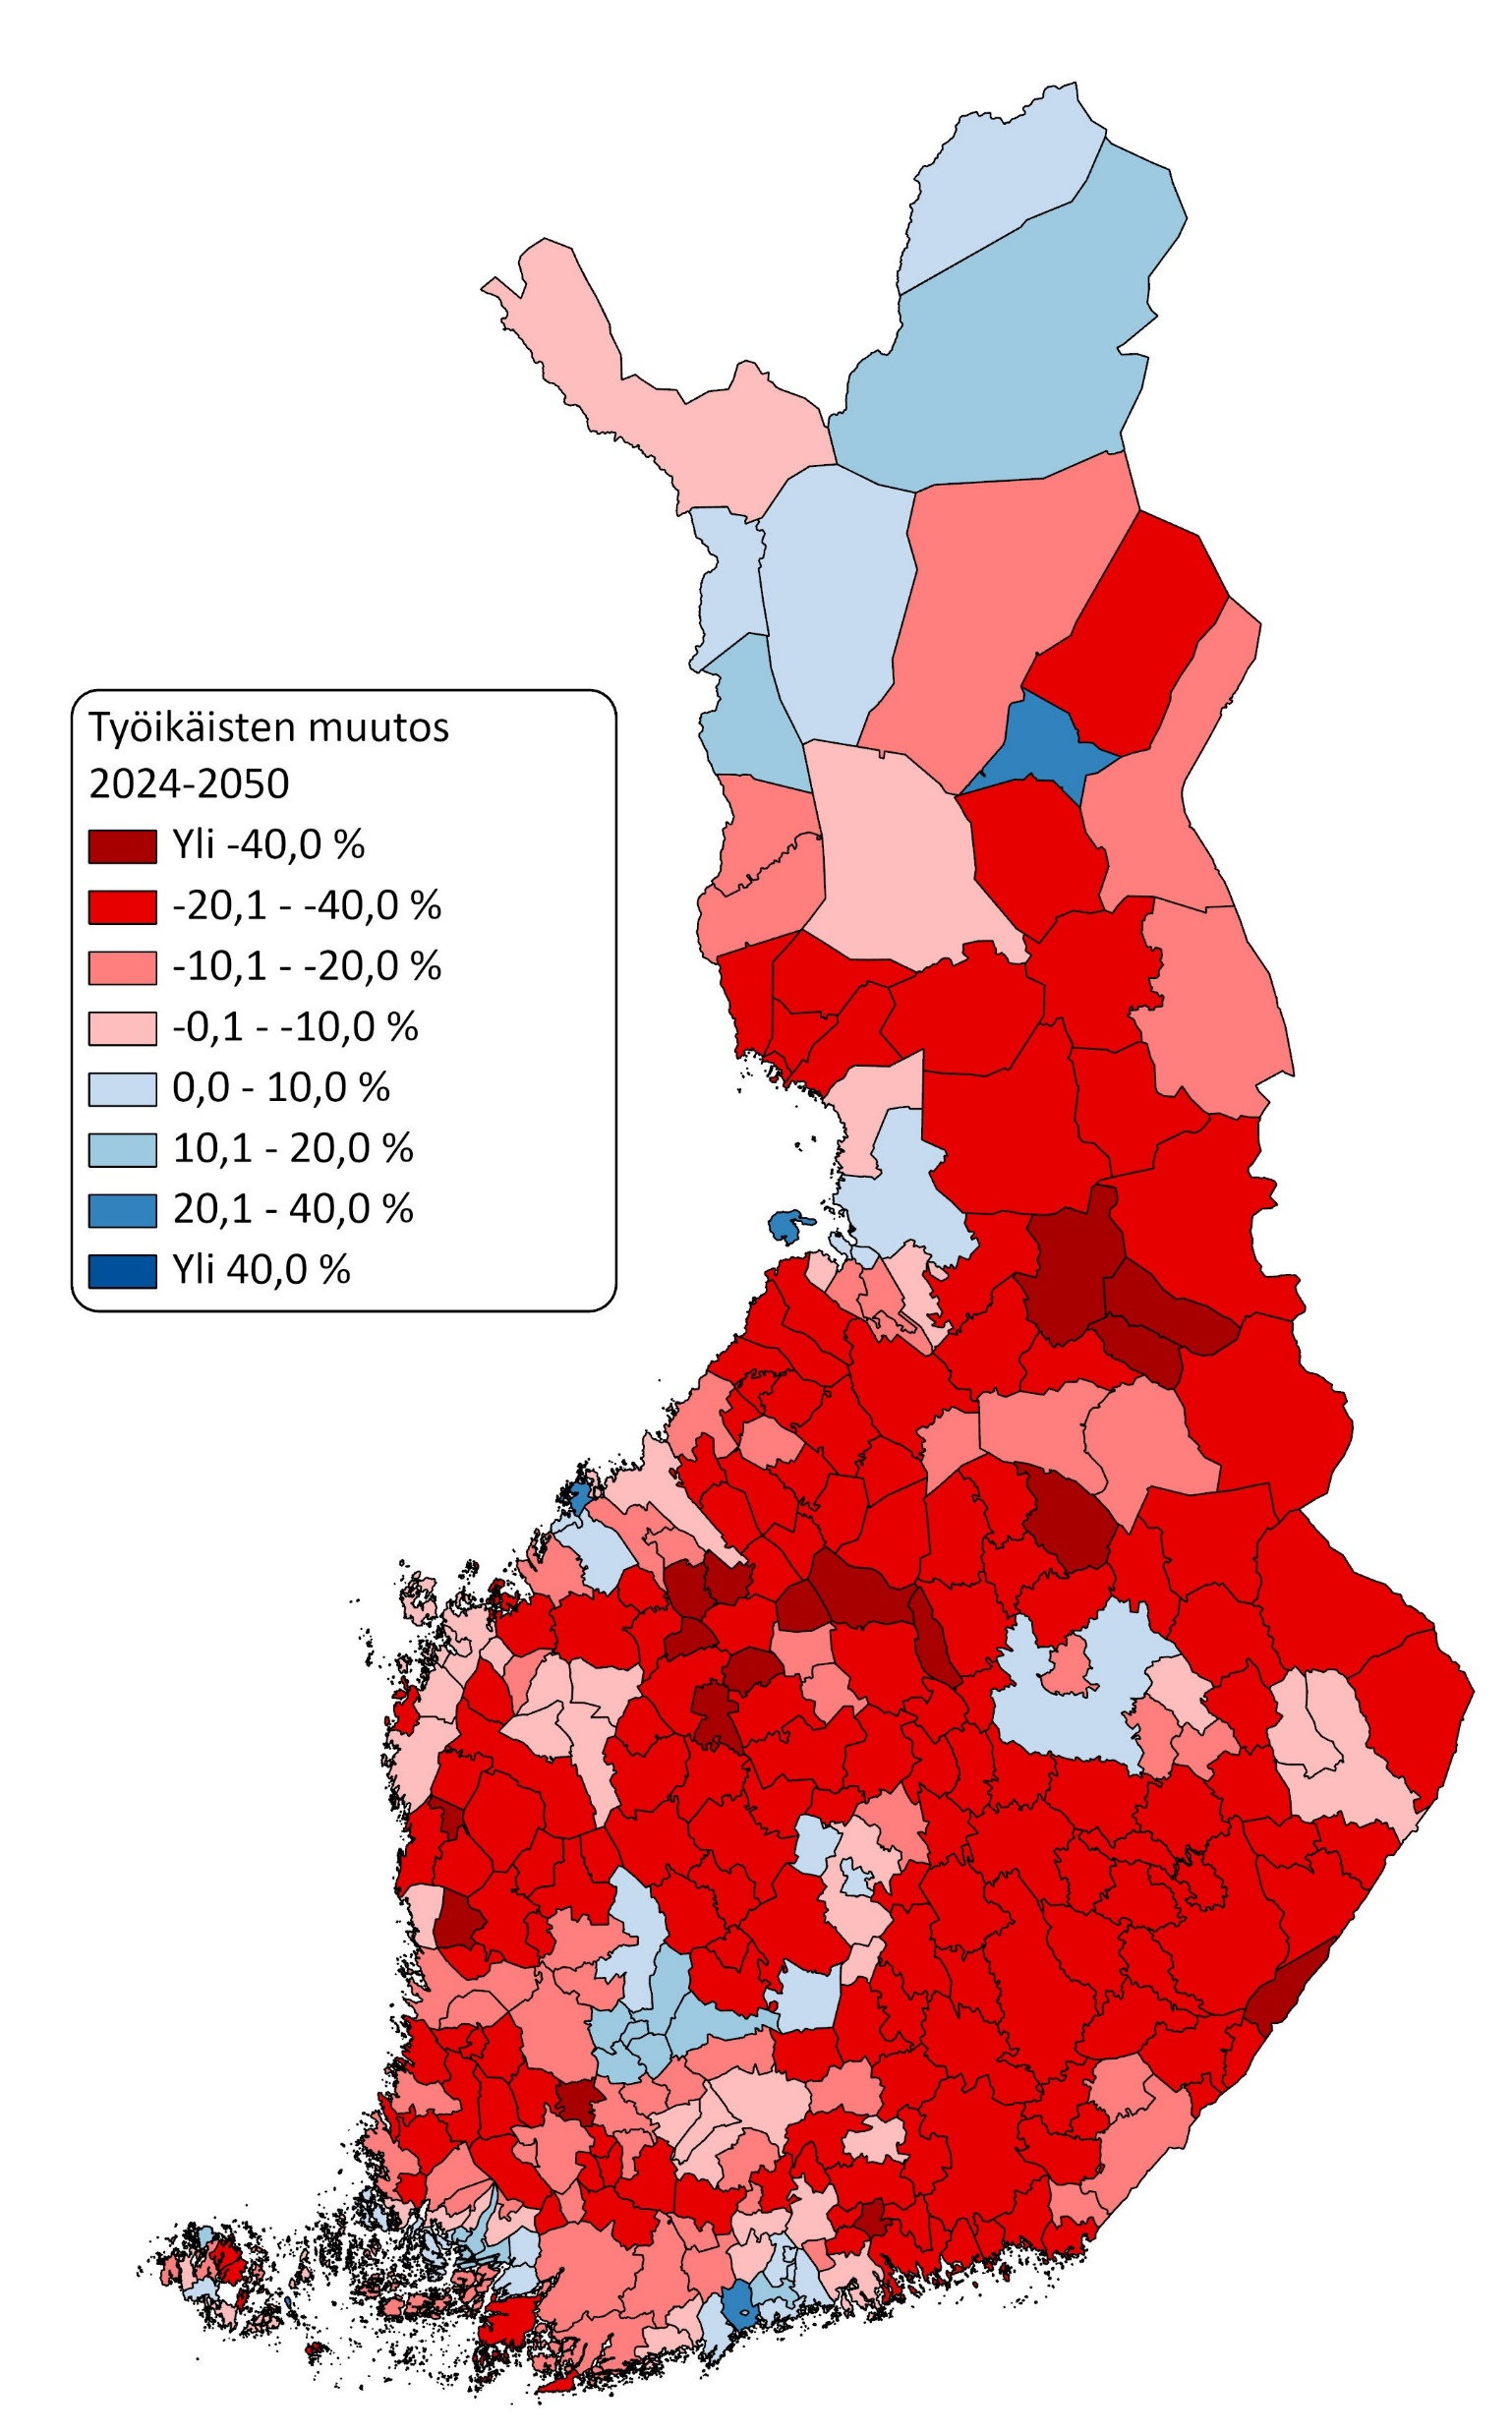 Työikäisten muutos
2024-2050
Yli -40,0 %
-20,1 - -40,0 %
-10,1 - -20,0 %
-0,1 - -10,0 %
0,0 - 10,0 %
10,1 - 20,0 %
20,1 - 40,0 %
Yli 40,0 %